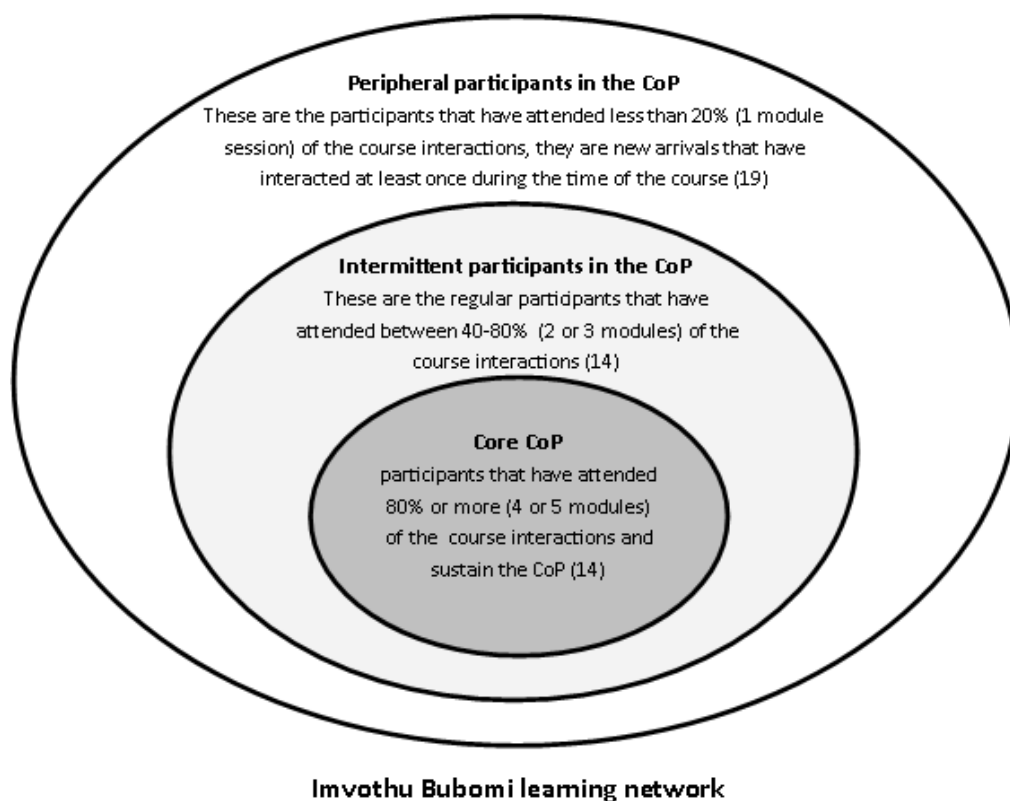 Peripheral participants in the CoP
These are the participants that have attended less than 20% (1 module
session) of the course interactions, they are new arrivals that have
interacted at least once during the time of the course (19)
Intermittent participants in the CoP
These are the regular participants that have
attended between 40-80% (2 or 3 modules) of the
course interactions (14)
Core CoP
participants that have attended
80% or more (4 or 5 modules)
of the course interactions and
sustain the CoP (14)
Imvothu Bubomi learning network